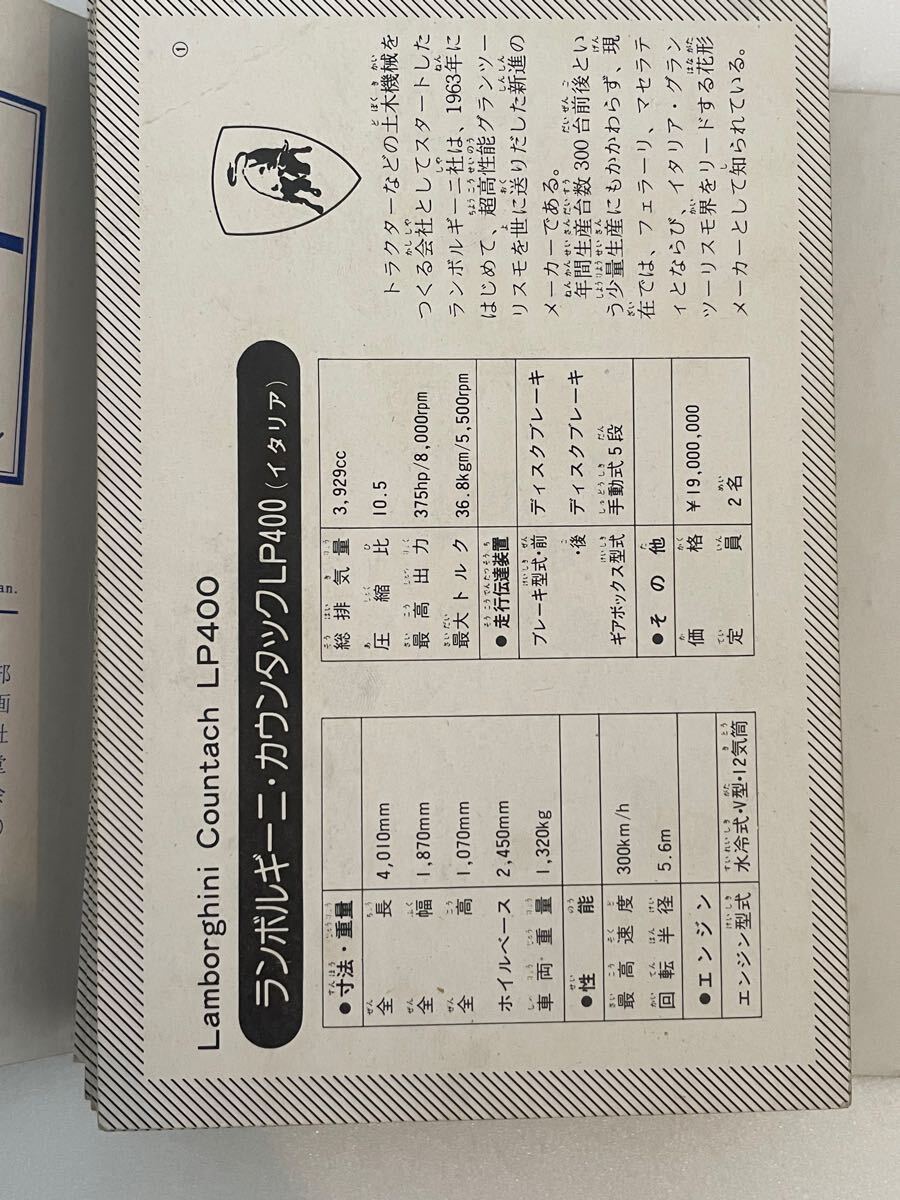 Lamborghini Countach LP400
ランボルギーニ・カウンタックLP400(イタリア)
●寸法・重量
全長 4,010mm
全幅 1,870mm
全高 1,070mm
ホイルベース 2,450mm
車両重量 1,320kg
●性能
最高速度 300km/h
回転半径 5.6m
●エンジン
エンジン型式 水冷式・V型・12気筒
総排気量 3,929cc
圧縮比 10.5
最高出力 375hp/8,000rpm
最大トルク 36.8kgm/5,500rpm
●走行伝達装置
ブレーキ型式・前 ディスクブレーキ
・後 ディスクブレーキ
ギアボックス型式 手動式5段
●その他
価格 ¥19,000,000
定員 2名
トラクターなどの土木機械を
つくる会社としてスタートした
ランボルギーニ社は、1963年に
はじめて、超高性能グランツー
リスモを世に送りだした新進の
メーカーである。
年間生産台数300台前後とい
う少量生産にもかかわらず、現
在では、フェラーリ、マセラテ
ィとならび、イタリア・グラン
ツーリスモ界をリードする花形
メーカーとして知られている。
①
an.
部
画
社